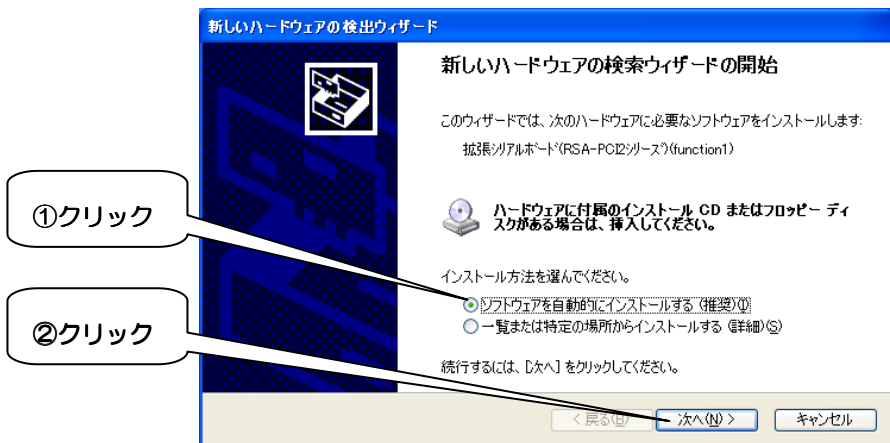 新しいハードウェアの検出ウィザード
新しいハードウェアの検索ウィザードの開始
このウィザードでは、次のハードウェアに必要なソフトウェアをインストールします:
拡張シリアルボード(RSA-PCI2シリーズ)(function1)
ハードウェアに付属のインストール CD またはフロッピー ディ
スクがある場合は、挿入してください。
①クリック
インストール方法を選んでください。
ソフトウェアを自動的にインストールする (推奨)(I)
一覧または特定の場所からインストールする (詳細)(S)
②クリック
続行するには、[次へ] をクリックしてください。
< 戻る(B) 次へ(N) > キャンセル